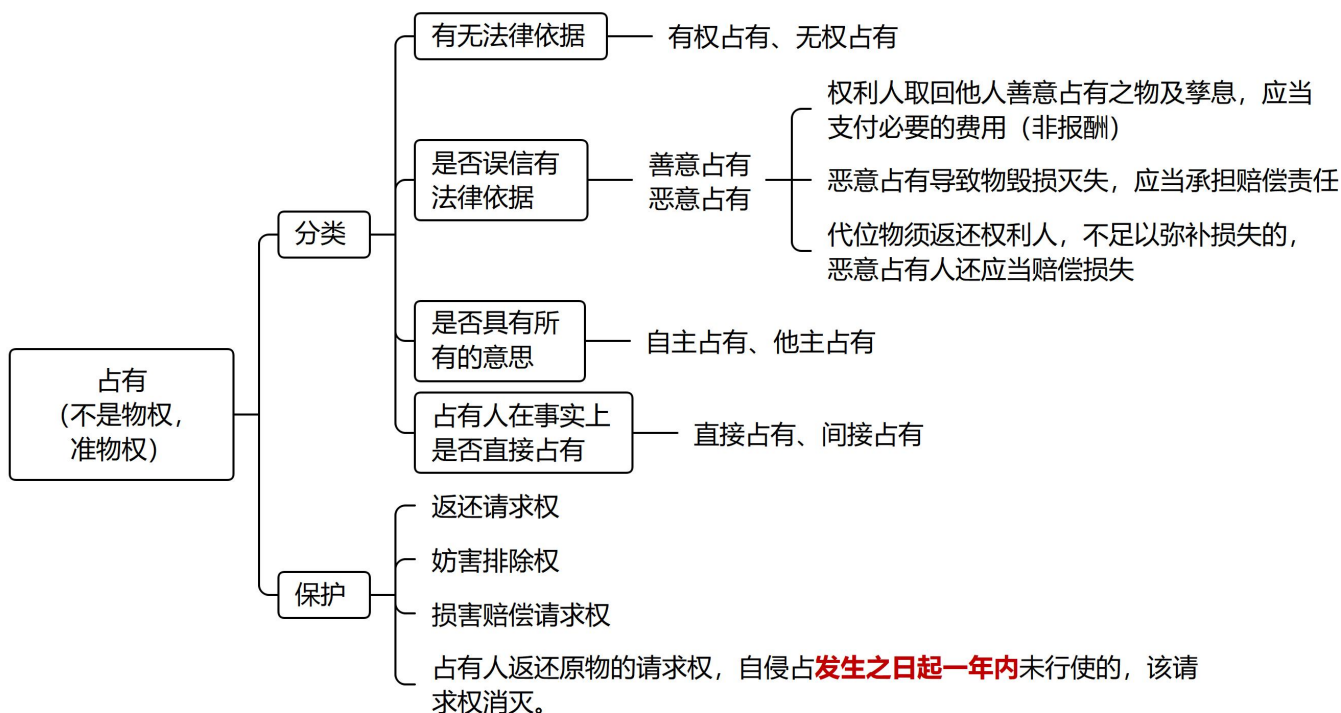 占有
（不是物权，
准物权）
分类
有无法律依据
有权占有、无权占有
是否误信有
法律依据
善意占有
恶意占有
权利人取回他人善意占有之物及孳息，应当
支付必要的费用（非报酬）
恶意占有导致物毁损灭失，应当承担赔偿责任
代位物须返还权利人，不足以弥补损失的，
恶意占有人还应当赔偿损失
是否具有所
有的意思
自主占有、他主占有
占有人在事实上
是否直接占有
直接占有、间接占有
保护
返还请求权
妨害排除权
损害赔偿请求权
占有人返还原物的请求权，自侵占发生之日起一年内未行使的，该请
求权消灭。